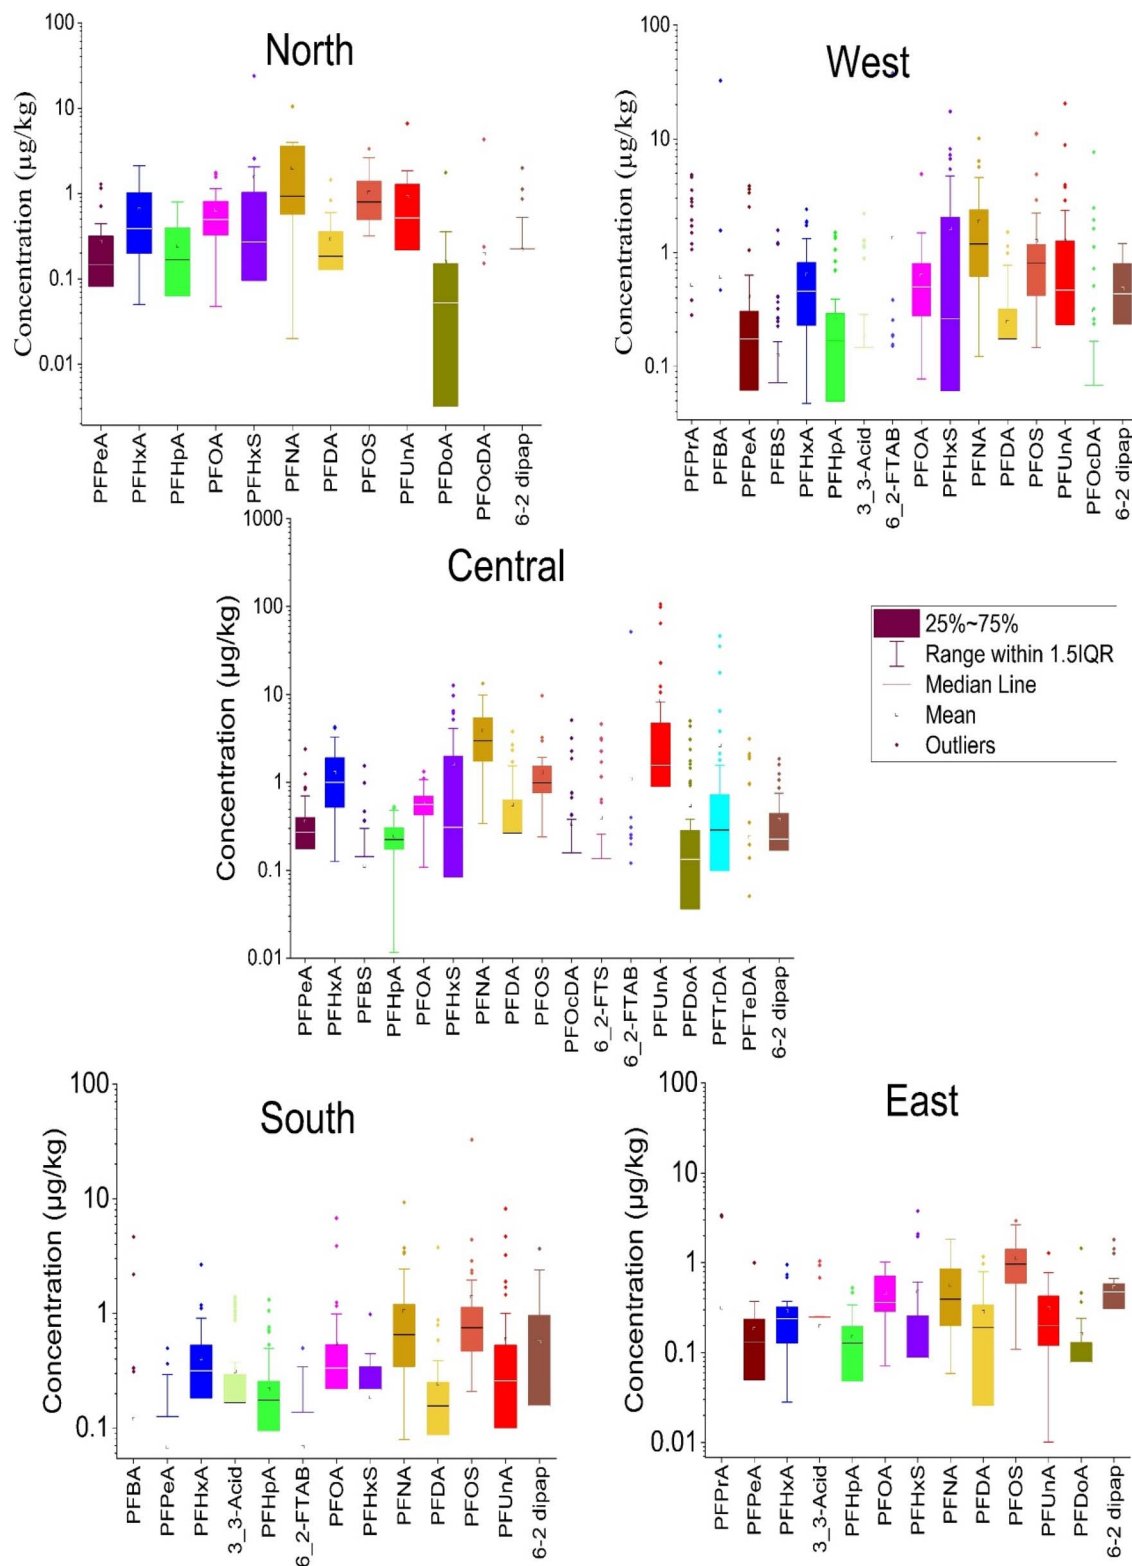 North
Concentration (µg/kg)
100
10
1
0.1
0.01
PFPeA
PFHxA
PFHpA
PFOA
PFHxS
PFNA
PFDA
PFOS
PFUnA
PFDoA
PFOcDA
6-2 dipap
West
Concentration (µg/kg)
100
10
1
0.1
PFPrA
PFBA
PFPeA
PFBS
PFHxA
PFHpA
3_3-Acid
6_2-FTAB
PFOA
PFHxS
PFNA
PFDA
PFOS
PFUnA
PFOcDA
6-2 dipap
Central
Concentration (µg/kg)
1000
100
10
1
0.1
0.01
PFPeA
PFHxA
PFBS
PFHpA
PFOA
PFHxS
PFNA
PFDA
PFOS
PFOcDA
6_2-FTS
6_2-FTAB
PFUnA
PFDoA
PFTrDA
PFTeDA
6-2 dipap
25%~75%
Range within 1.5IQR
Median Line
Mean
Outliers
South
Concentration (µg/kg)
100
10
1
0.1
PFBA
PFPeA
PFHxA
3_3-Acid
PFHpA
6_2-FTAB
PFOA
PFHxS
PFNA
PFDA
PFOS
PFUnA
6-2 dipap
East
Concentration (µg/kg)
100
10
1
0.1
0.01
PFPrA
PFPeA
PFHxA
3_3-Acid
PFHpA
PFOA
PFHxS
PFNA
PFDA
PFOS
PFUnA
PFDoA
6-2 dipap